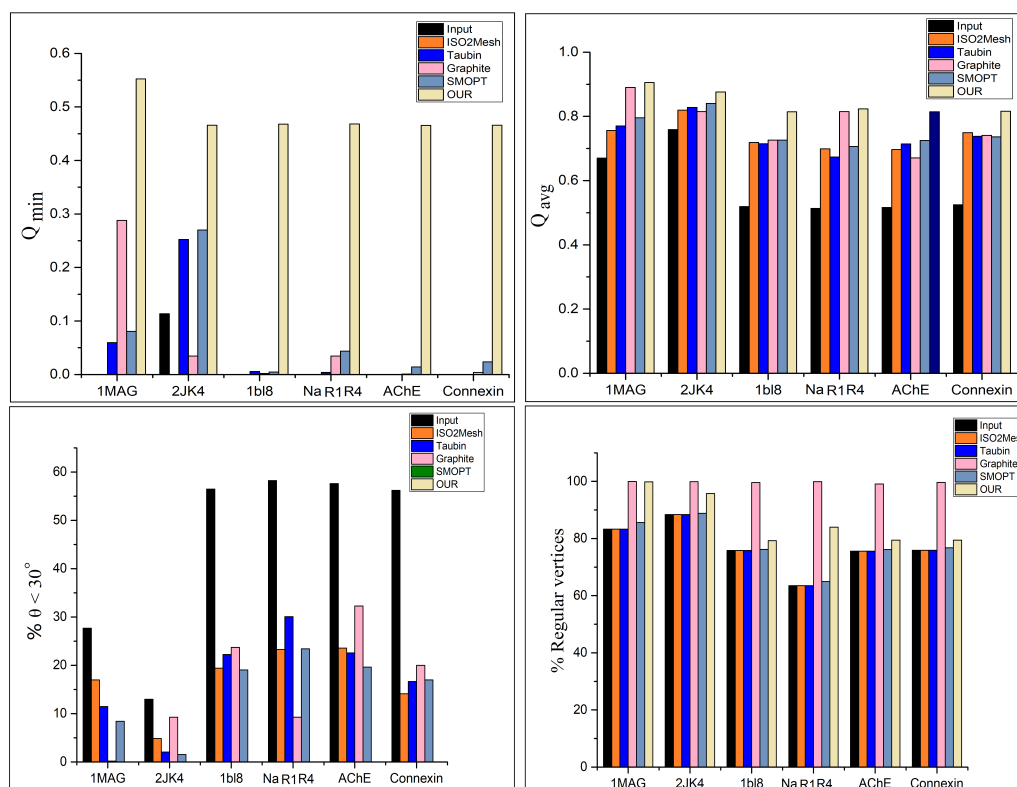 Input
ISO2Mesh
Taubin
Graphite
SMOPT
OUR
0.6
0.5
0.4
0.3
0.2
0.1
0.0
Q min
1MAG 2JK4 1bl8 Na R1R4 AChE Connexin
Input
ISO2Mesh
Taubin
Graphite
SMOPT
OUR
1.0
0.8
0.6
0.4
0.2
0.0
Q avg
1MAG 2JK4 1bl8 Na R1R4 AChE Connexin
Input
ISO2Mesh
Taubin
Graphite
SMOPT
OUR
60
50
40
30
20
10
0
% θ < 30°
1MAG 2JK4 1bl8 Na R1R4 AChE Connexin
Input
ISO2Mesh
Taubin
Graphite
SMOPT
OUR
100
80
60
40
20
0
% Regular vertices
1MAG 2JK4 1bl8 Na R1R4 AChE Connexin